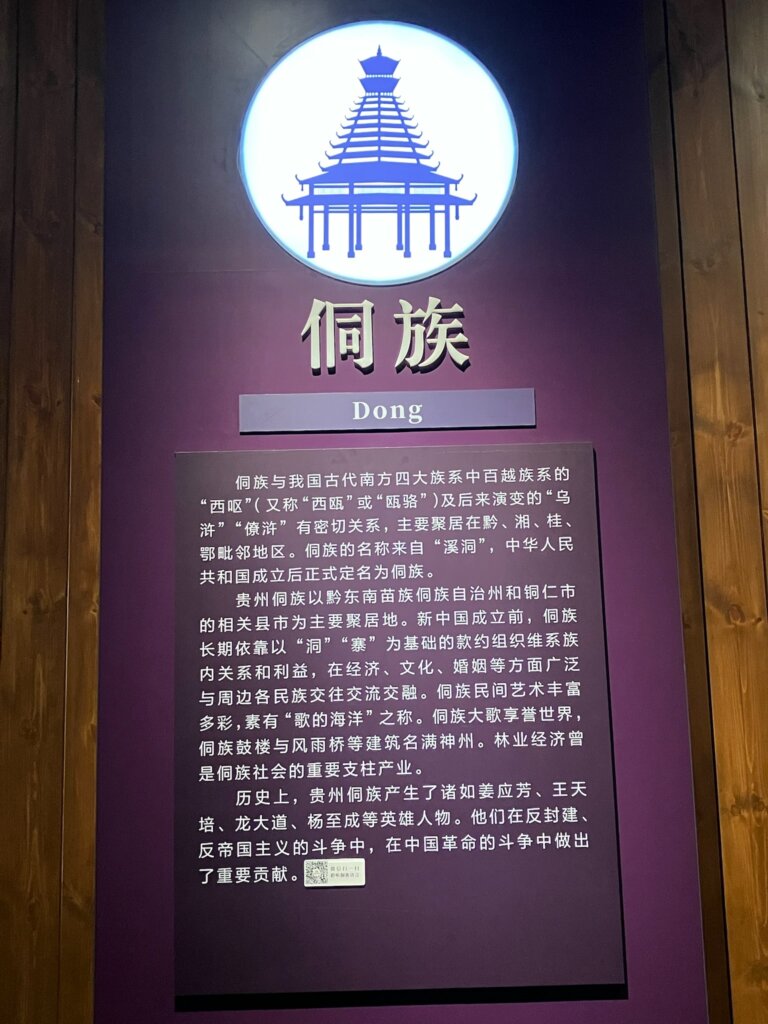 侗族
Dong
侗族与我国古代南方四大族系中百越族系的
“西呕”(又称“西瓯”或“瓯骆”)及后来演变的“乌
浒”“僚浒”有密切关系，主要聚居在黔、湘、桂、
鄂毗邻地区。侗族的名称来自“溪洞”，中华人民
共和国成立后正式定名为侗族。
贵州侗族以黔东南苗族侗族自治州和铜仁市
的相关县市为主要聚居地。新中国成立前，侗族
长期依靠以“洞”“寨”为基础的款约组织维系族
内关系和利益，在经济、文化、婚姻等方面广泛
与周边各民族交往交流交融。侗族民间艺术丰富
多彩，素有“歌的海洋”之称。侗族大歌享誉世界，
侗族鼓楼与风雨桥等建筑名满神州。林业经济曾
是侗族社会的重要支柱产业。
历史上，贵州侗族产生了诸如姜应芳、王天
培、龙大道、杨至成等英雄人物。他们在反封建、
反帝国主义的斗争中，在中国革命的斗争中做出
了重要贡献。